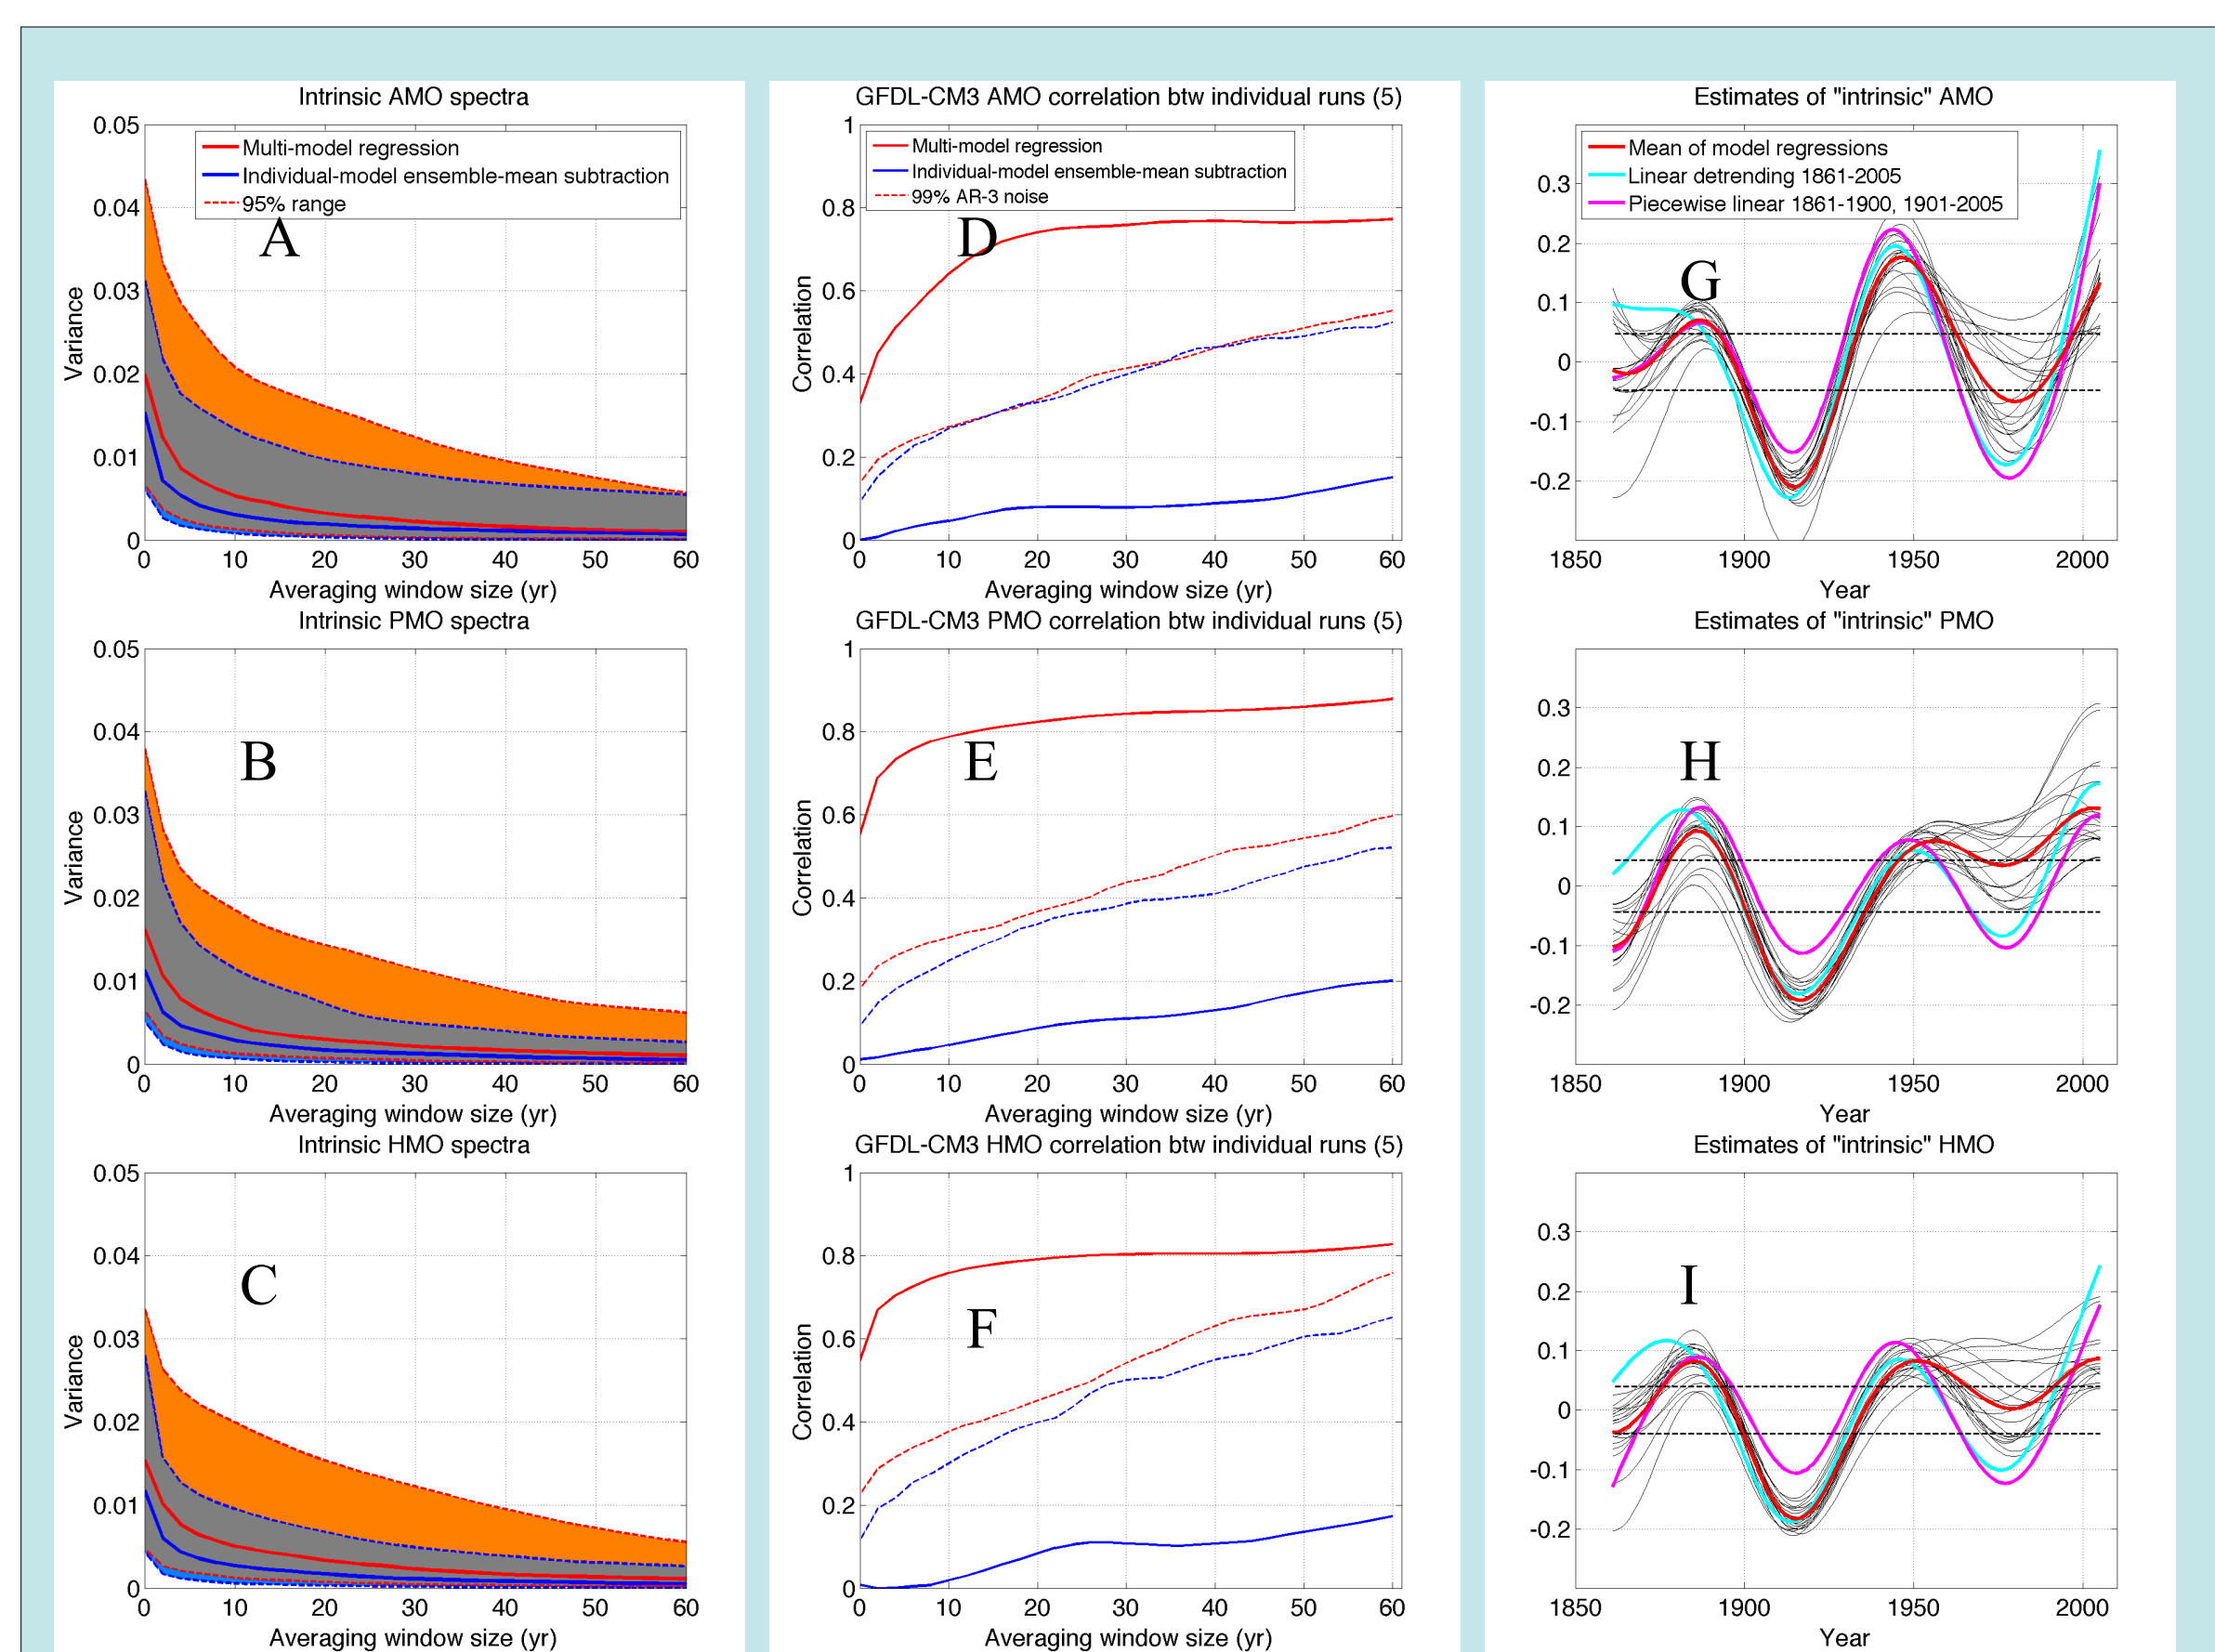 Intrinsic AMO spectra
0.05
0.04
0.03
0.02
0.01
0
Variance
Multi-model regression
Individual-model ensemble-mean subtraction
95% range
A
0 10 20 30 40 50 60
Averaging window size (yr)
GFDL-CM3 AMO correlation btw individual runs (5)
1
0.8
0.6
0.4
0.2
0
Correlation
Multi-model regression
Individual-model ensemble-mean subtraction
99% AR-3 noise
D
0 10 20 30 40 50 60
Averaging window size (yr)
Estimates of "intrinsic" AMO
Mean of model regressions
Linear detrending 1861-2005
Piecewise linear 1861-1900, 1901-2005
0.3
0.2
0.1
0
-0.1
-0.2
G
1850 1900 1950 2000
Year
Intrinsic PMO spectra
0.05
0.04
0.03
0.02
0.01
0
Variance
B
0 10 20 30 40 50 60
Averaging window size (yr)
GFDL-CM3 PMO correlation btw individual runs (5)
1
0.8
0.6
0.4
0.2
0
Correlation
E
0 10 20 30 40 50 60
Averaging window size (yr)
Estimates of "intrinsic" PMO
0.3
0.2
0.1
0
-0.1
-0.2
H
1850 1900 1950 2000
Year
Intrinsic HMO spectra
0.05
0.04
0.03
0.02
0.01
0
Variance
C
0 10 20 30 40 50 60
Averaging window size (yr)
GFDL-CM3 HMO correlation btw individual runs (5)
1
0.8
0.6
0.4
0.2
0
Correlation
F
0 10 20 30 40 50 60
Averaging window size (yr)
Estimates of "intrinsic" HMO
0.3
0.2
0.1
0
-0.1
-0.2
I
1850 1900 1950 2000
Year